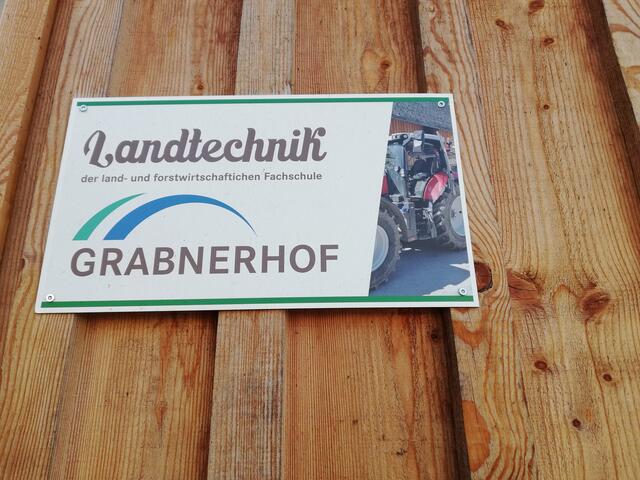 Landtechnik
der land- und forstwirtschaftichen Fachschule
GRABNERHOF